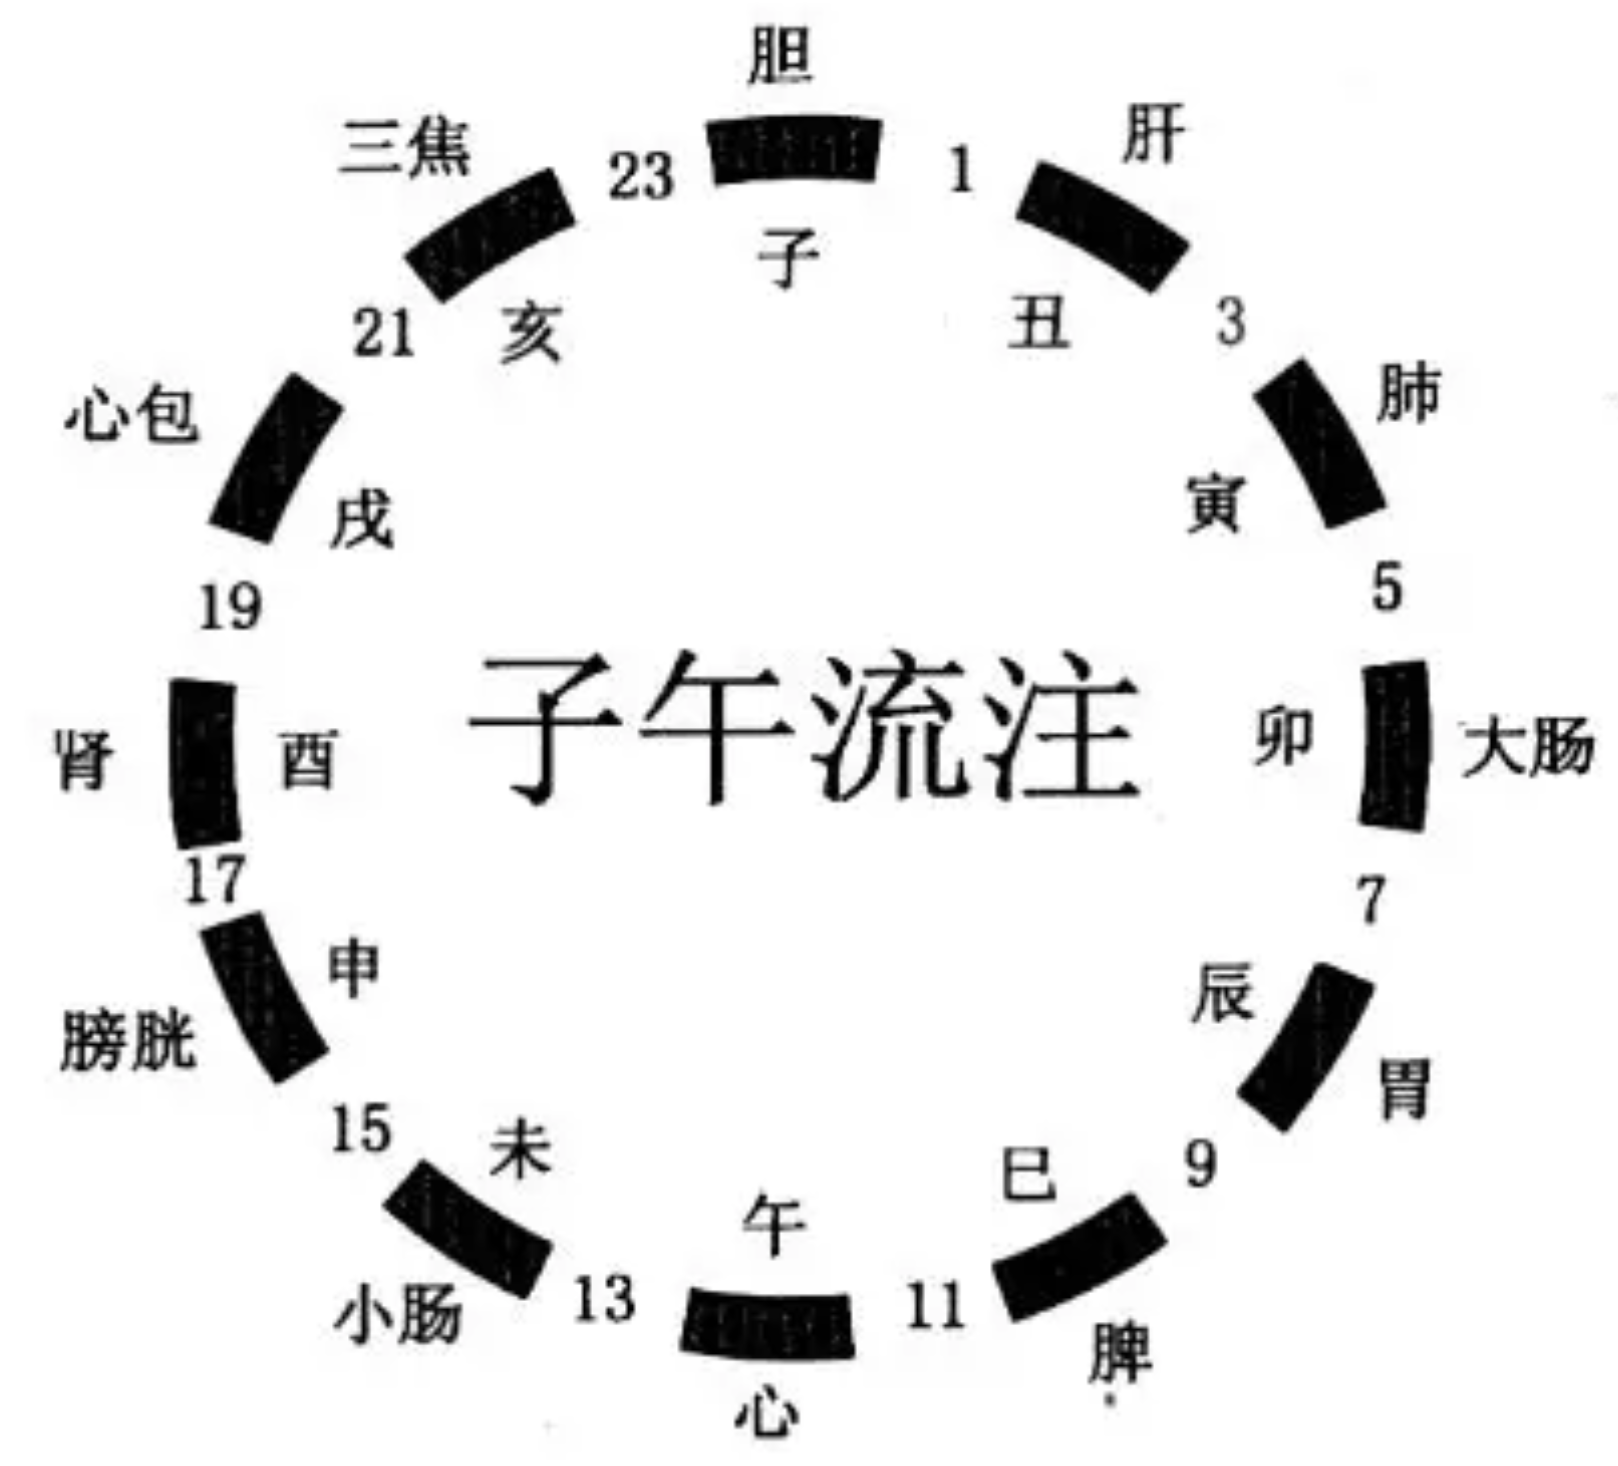 胆
三焦
23
1
肝
子
亥
丑
21
3
心包
肺
戌
寅
19
5
子午流注
肾
酉
卯
大肠
17
7
申
辰
膀胱
胃
15
未
巳
9
午
小肠
13
11
脾
心